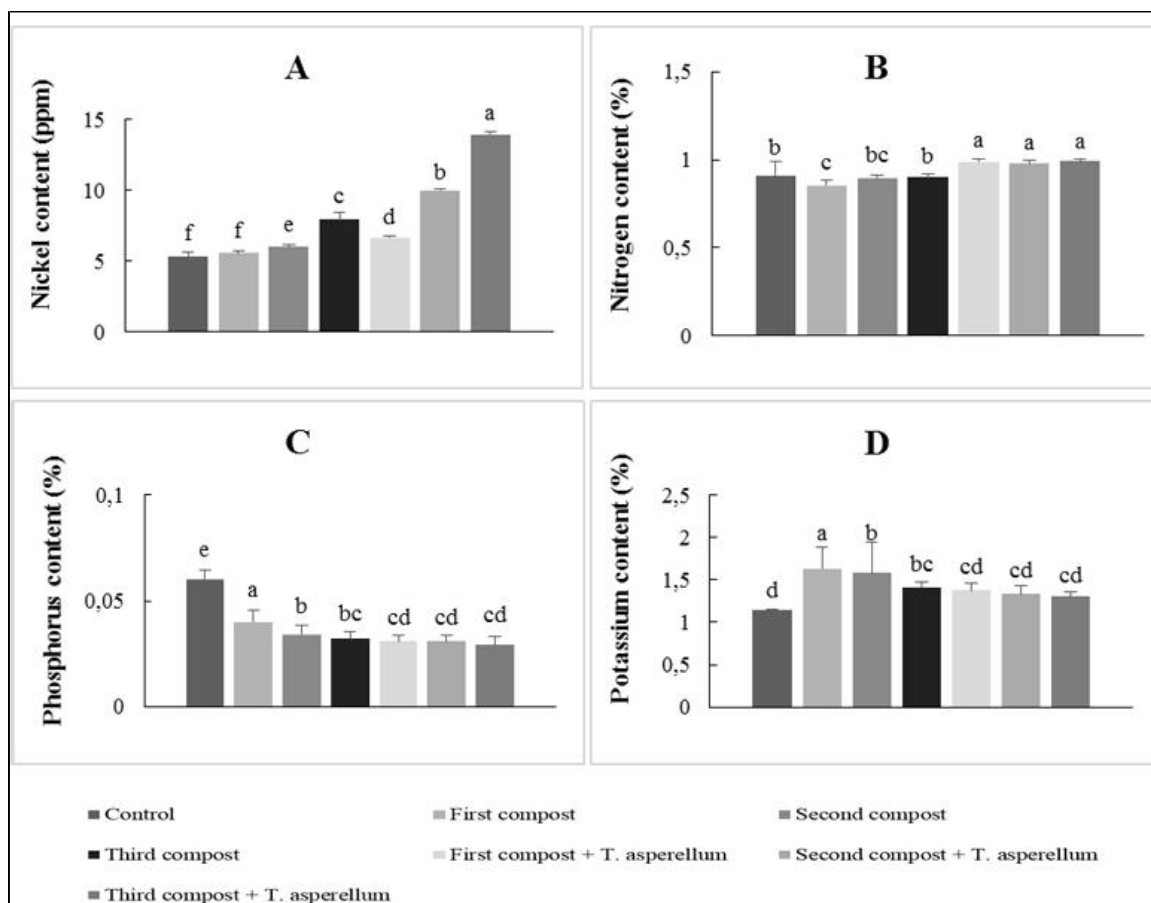 A
Nickel content (ppm)
15
10
5
0
f
f
e
c
d
b
a
B
Nitrogen content (%)
1,5
1
0,5
0
b
c
bc
b
a
a
a
C
Phosphorus content (%)
0,1
0,05
0
e
a
b
bc
cd
cd
cd
D
Potassium content (%)
2,5
2
1,5
1
0,5
0
d
a
b
bc
cd
cd
cd
Control
First compost
Second compost
Third compost
First compost + T. asperellum
Second compost + T. asperellum
Third compost + T. asperellum